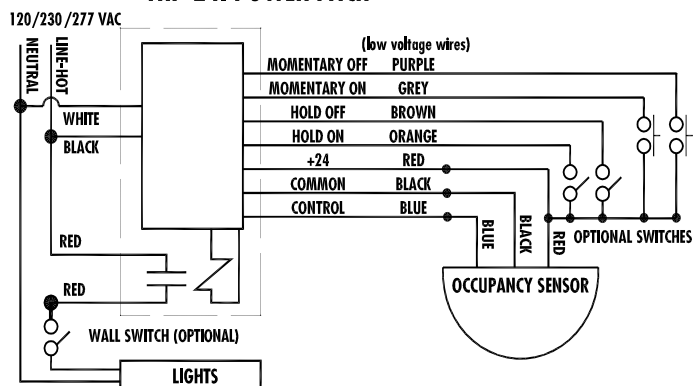 120/230/277 VAC
NEUTRAL
LINE-HOT
(low voltage wires)
MOMENTARY OFF PURPLE
MOMENTARY ON GREY
WHITE
HOLD OFF BROWN
BLACK
HOLD ON ORANGE
+24 RED
COMMON BLACK
CONTROL BLUE
BLUE
BLACK
RED
OPTIONAL SWITCHES
RED
RED
OCCUPANCY SENSOR
WALL SWITCH (OPTIONAL)
LIGHTS